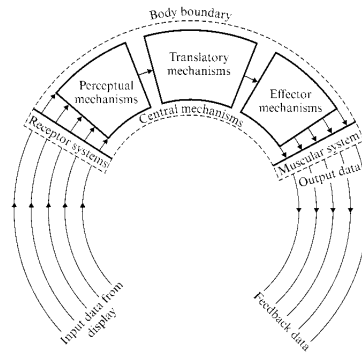 Body boundary
Translatory
mechanisms
Perceptual
mechanisms
Effector
mechanisms
Central mechanisms
Receptor systems
Muscular system
Output data
Input data from
display
Feedback data